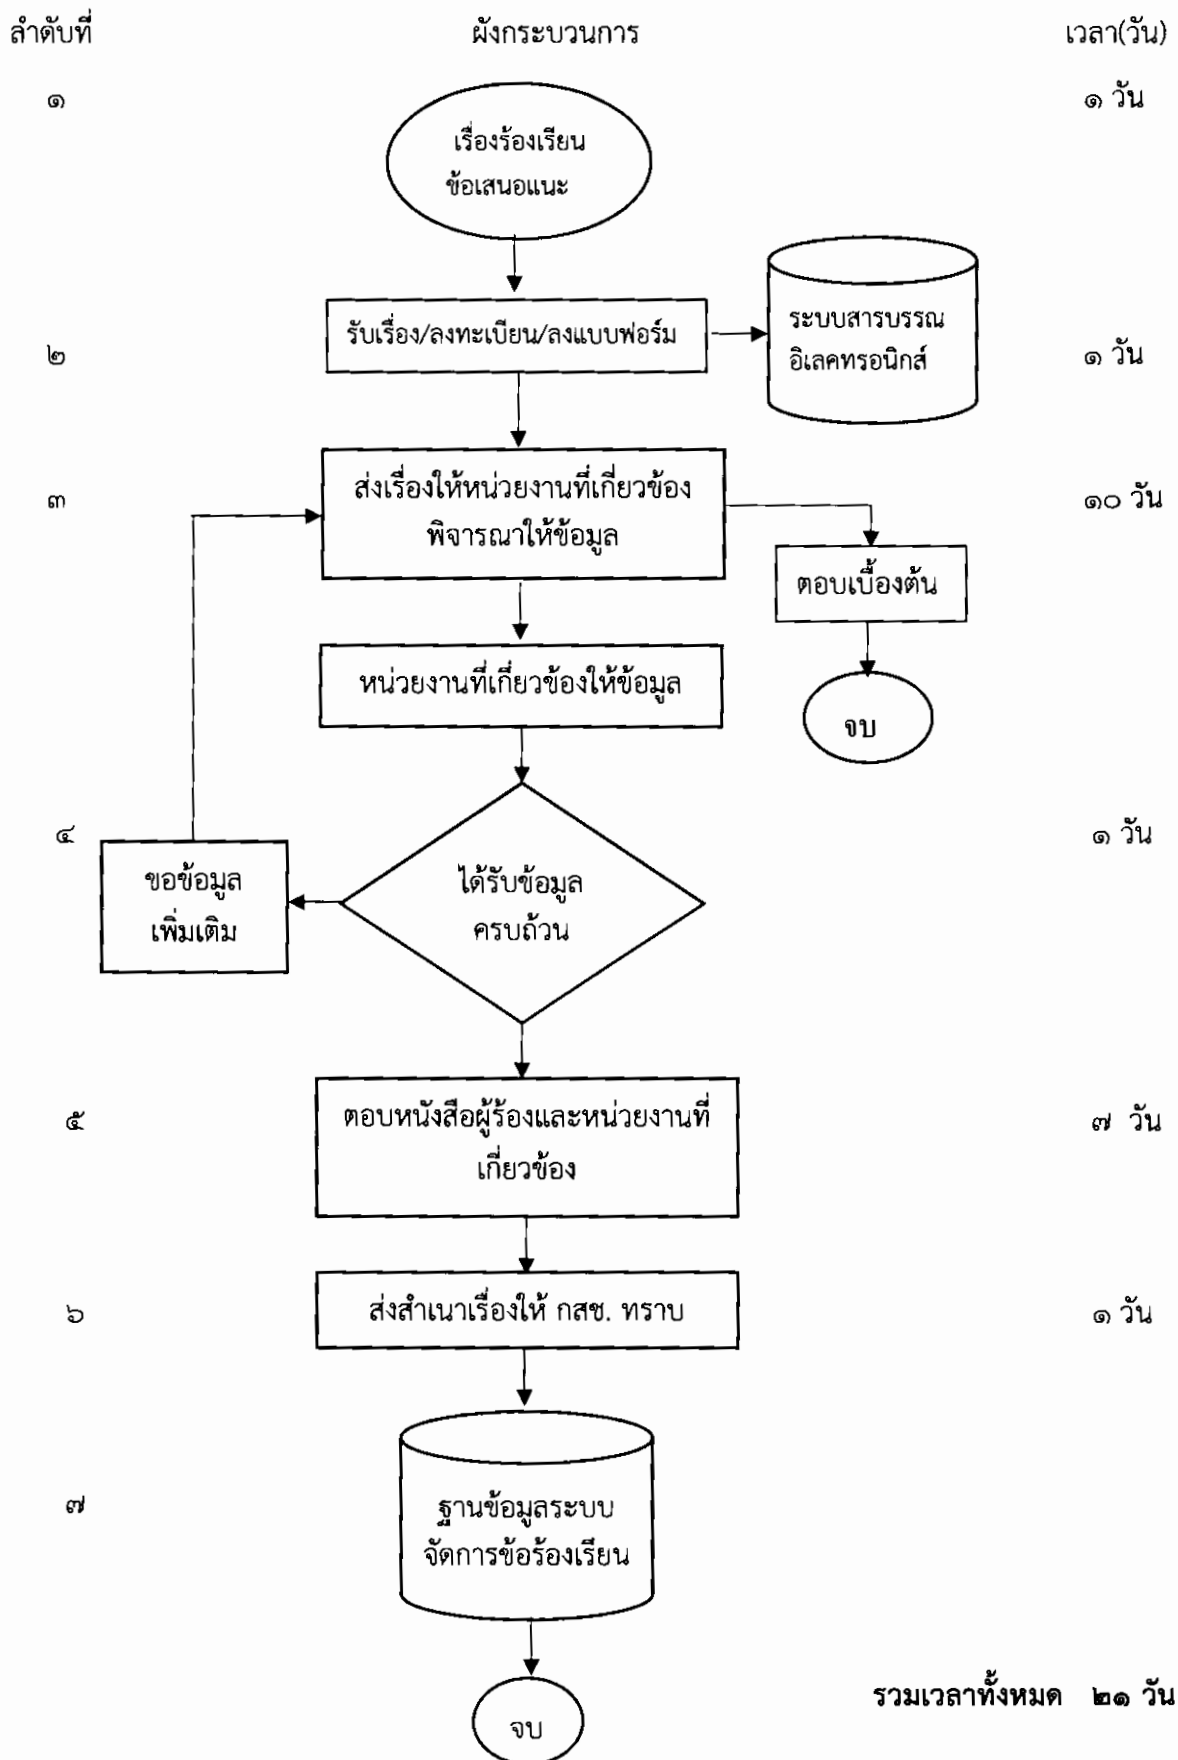 ลำดับที่ ผังกระบวนการ เวลา(วัน)
๑ ๑ วัน
เรื่องร้องเรียน
ข้อเสนอแนะ
รับเรื่อง/ลงทะเบียน/ลงแบบฟอร์ม
ระบบสารบรรณ
อิเลคทรอนิกส์
๒ ๑ วัน
ส่งเรื่องให้หน่วยงานที่เกี่ยวข้อง
พิจารณาให้ข้อมูล
๓ ๑๐ วัน
ตอบเบื้องต้น
หน่วยงานที่เกี่ยวข้องให้ข้อมูล
จบ
๔ ๑ วัน
ขอข้อมูล
เพิ่มเติม
ได้รับข้อมูล
ครบถ้วน
๕ ๗ วัน
ตอบหนังสือผู้ร้องและหน่วยงานที่
เกี่ยวข้อง
๖ ส่งสำเนาเรื่องให้ กสช. ทราบ ๑ วัน
๗
ฐานข้อมูลระบบ
จัดการข้อร้องเรียน
รวมเวลาทั้งหมด ๒๑ วัน
จบ